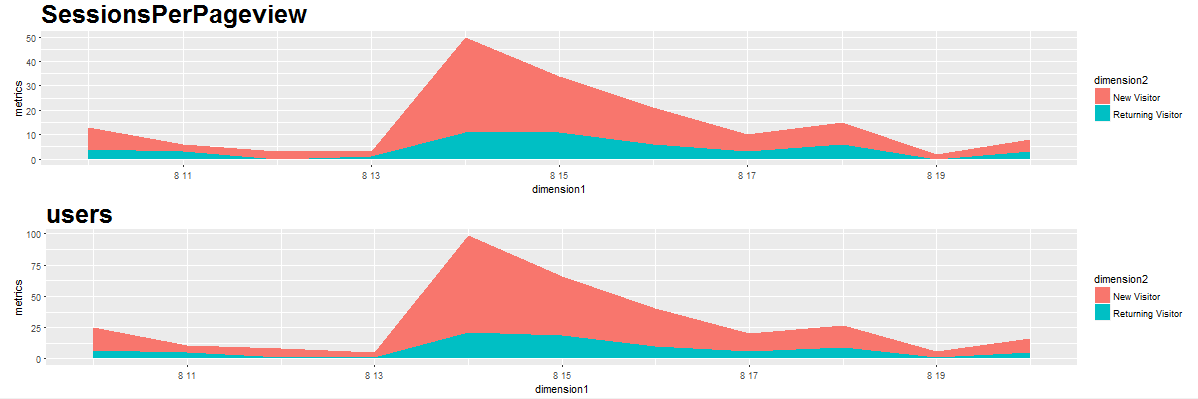 SessionsPerPageview
50
40
30
20
10
0
metrics
8 11
8 13
8 15
8 17
8 19
dimension1
dimension2
New Visitor
Returning Visitor
users
100
75
50
25
0
metrics
8 11
8 13
8 15
8 17
8 19
dimension1
dimension2
New Visitor
Returning Visitor